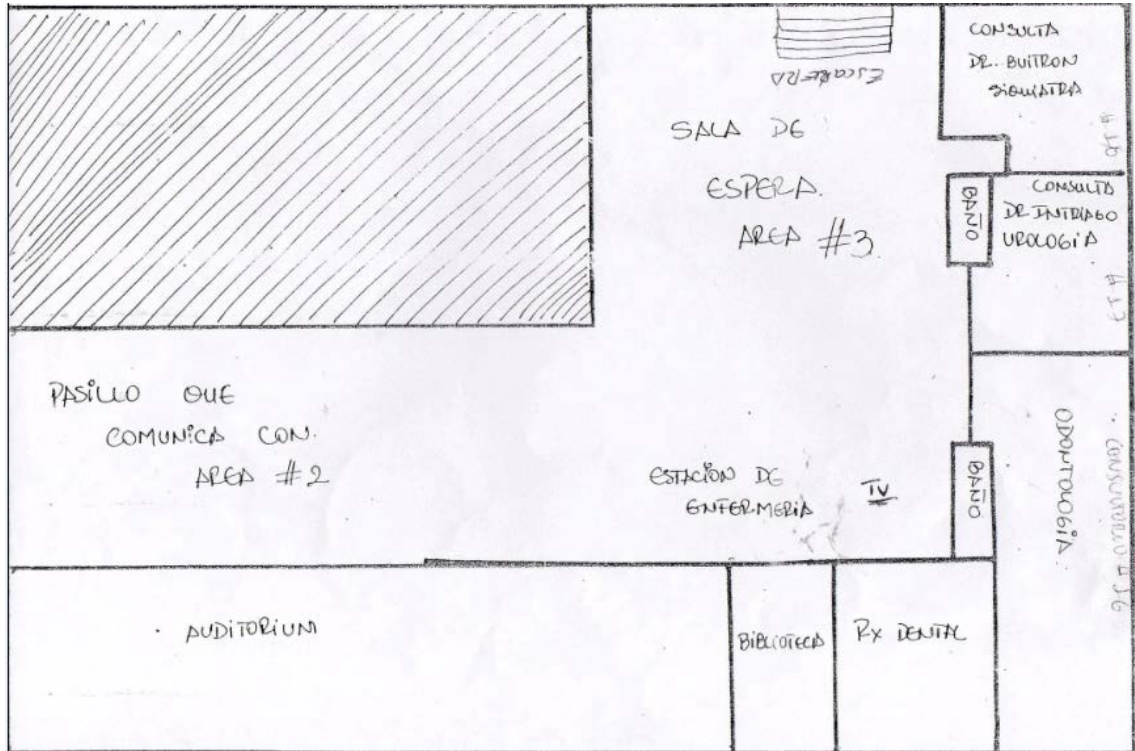 ESCALERA
CONSULTA
DR. BUITRON
SIQUIATRA
SALA DE
ESPERA.
AREA #3.
BAÑO
CONSULTA
DR INTRIAGO
UROLOGIA
PASILLO QUE
COMUNICA CON.
AREA #2
ESTACIÓN DE
ENFERMERIA
TV
BAÑO
ODONTOLOGIA
AUDITORIUM
BIBLIOTECA
RX DENTAL